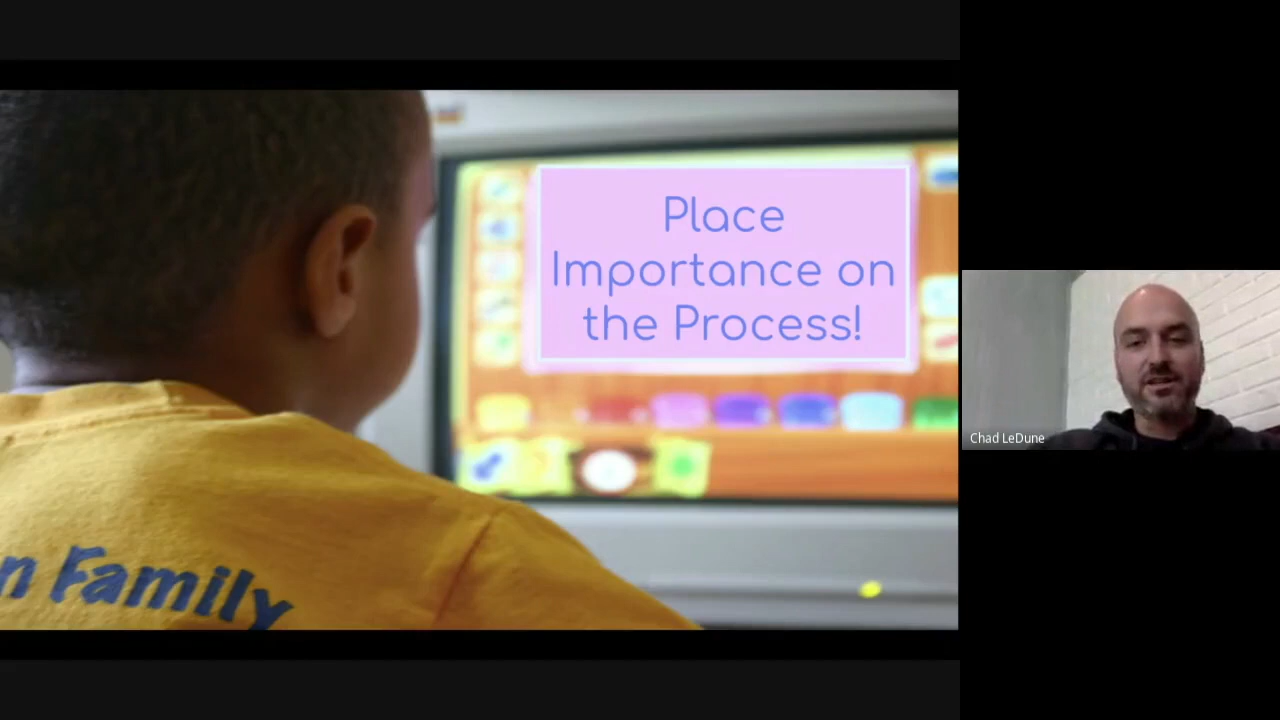 Place
Importance on
the Process!
n Family
Chad LeDune